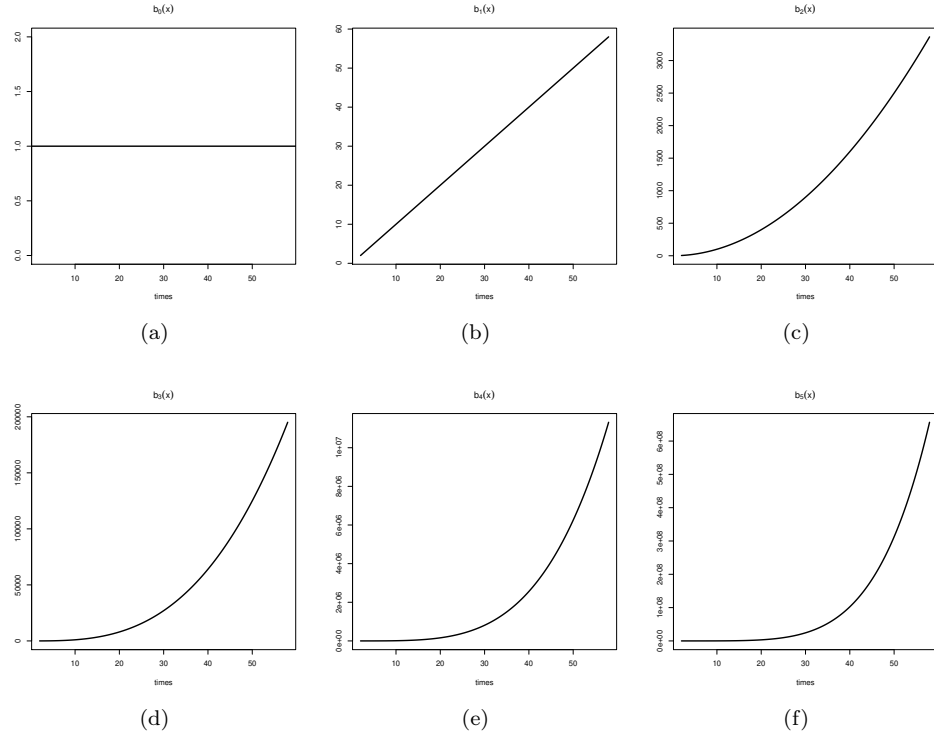 b₀(x)
2.0
1.5
1.0
0.5
0.0
10 20 30 40 50
times
(a)
b₁(x)
60
50
40
30
20
10
0
10 20 30 40 50
times
(b)
b₂(x)
3000
2500
2000
1500
1000
500
0
10 20 30 40 50
times
(c)
b₃(x)
200000
150000
100000
50000
0
10 20 30 40 50
times
(d)
b₄(x)
1e+07
8e+06
6e+06
4e+06
2e+06
0e+00
10 20 30 40 50
times
(e)
b₅(x)
6e+08
5e+08
4e+08
3e+08
2e+08
1e+08
0e+00
10 20 30 40 50
times
(f)